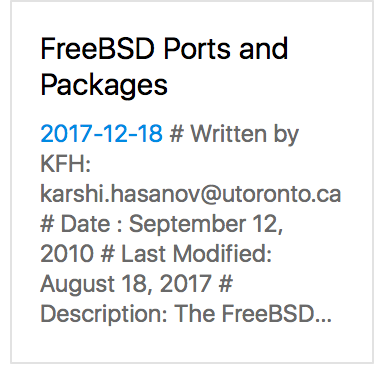 FreeBSD Ports and
Packages
2017-12-18 # Written by
KFH:
karshi.hasanov@utoronto.ca
# Date : September 12,
2010 # Last Modified:
August 18, 2017 #
Description: The FreeBSD...